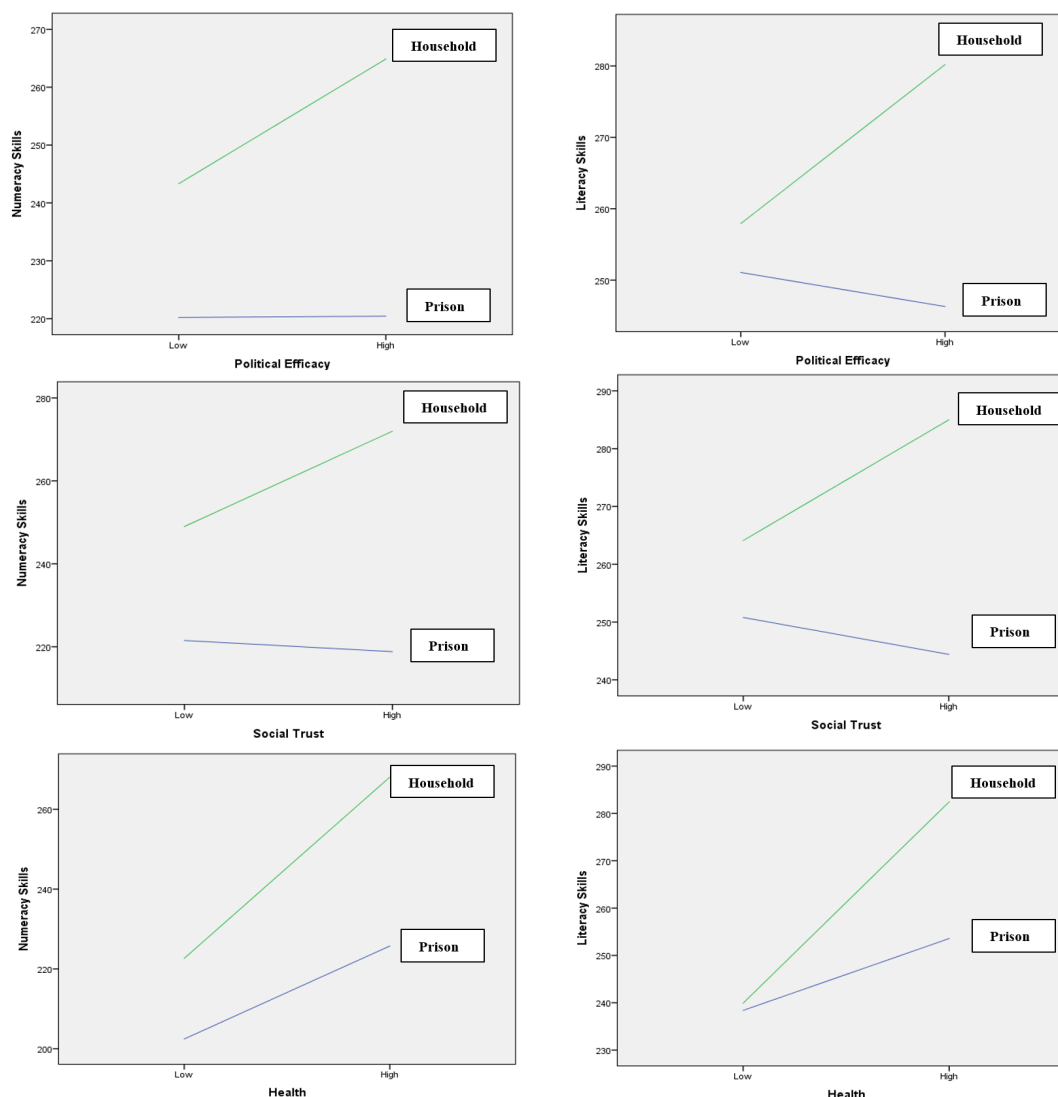 270
260
250
240
230
220
Numeracy Skills
Household
Prison
Low
High
Political Efficacy
280
270
260
250
Literacy Skills
Household
Prison
Low
High
Political Efficacy
280
260
240
220
Numeracy Skills
Household
Prison
Low
High
Social Trust
290
280
270
260
250
240
Literacy Skills
Household
Prison
Low
High
Social Trust
260
240
220
200
Numeracy Skills
Household
Prison
Low
High
Health
290
280
270
260
250
240
230
Literacy Skills
Household
Prison
Low
High
Health